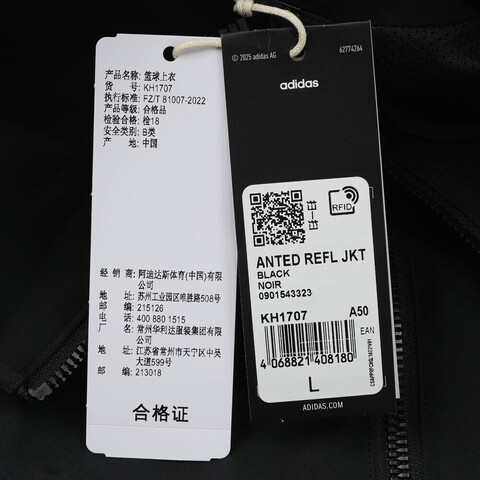 产品名称: 篮球上衣
货 号: KH1707
执行标准: FZ/T 81007-2022
产品等级: 合格品
检验合格: 检18
安全类别: B类
产 地: 中国
经 销 商: 阿迪达斯体育(中国)有限
公司
地 址: 苏州工业园区唯胜路508号
邮 编: 215126
电 话: 400 880 1515
厂 名: 常州华利达服装集团有限
公司
地 址: 江苏省常州市天宁区中吴
大道599号
邮 编: 213018
合格证
© 2025 adidas AG
62774264
adidas
RFID
ANTED REFL JKT
BLACK
NOIR
0901543323
KH1707 A50
EAN
4 068821 408180
L
ADIDAS.COM